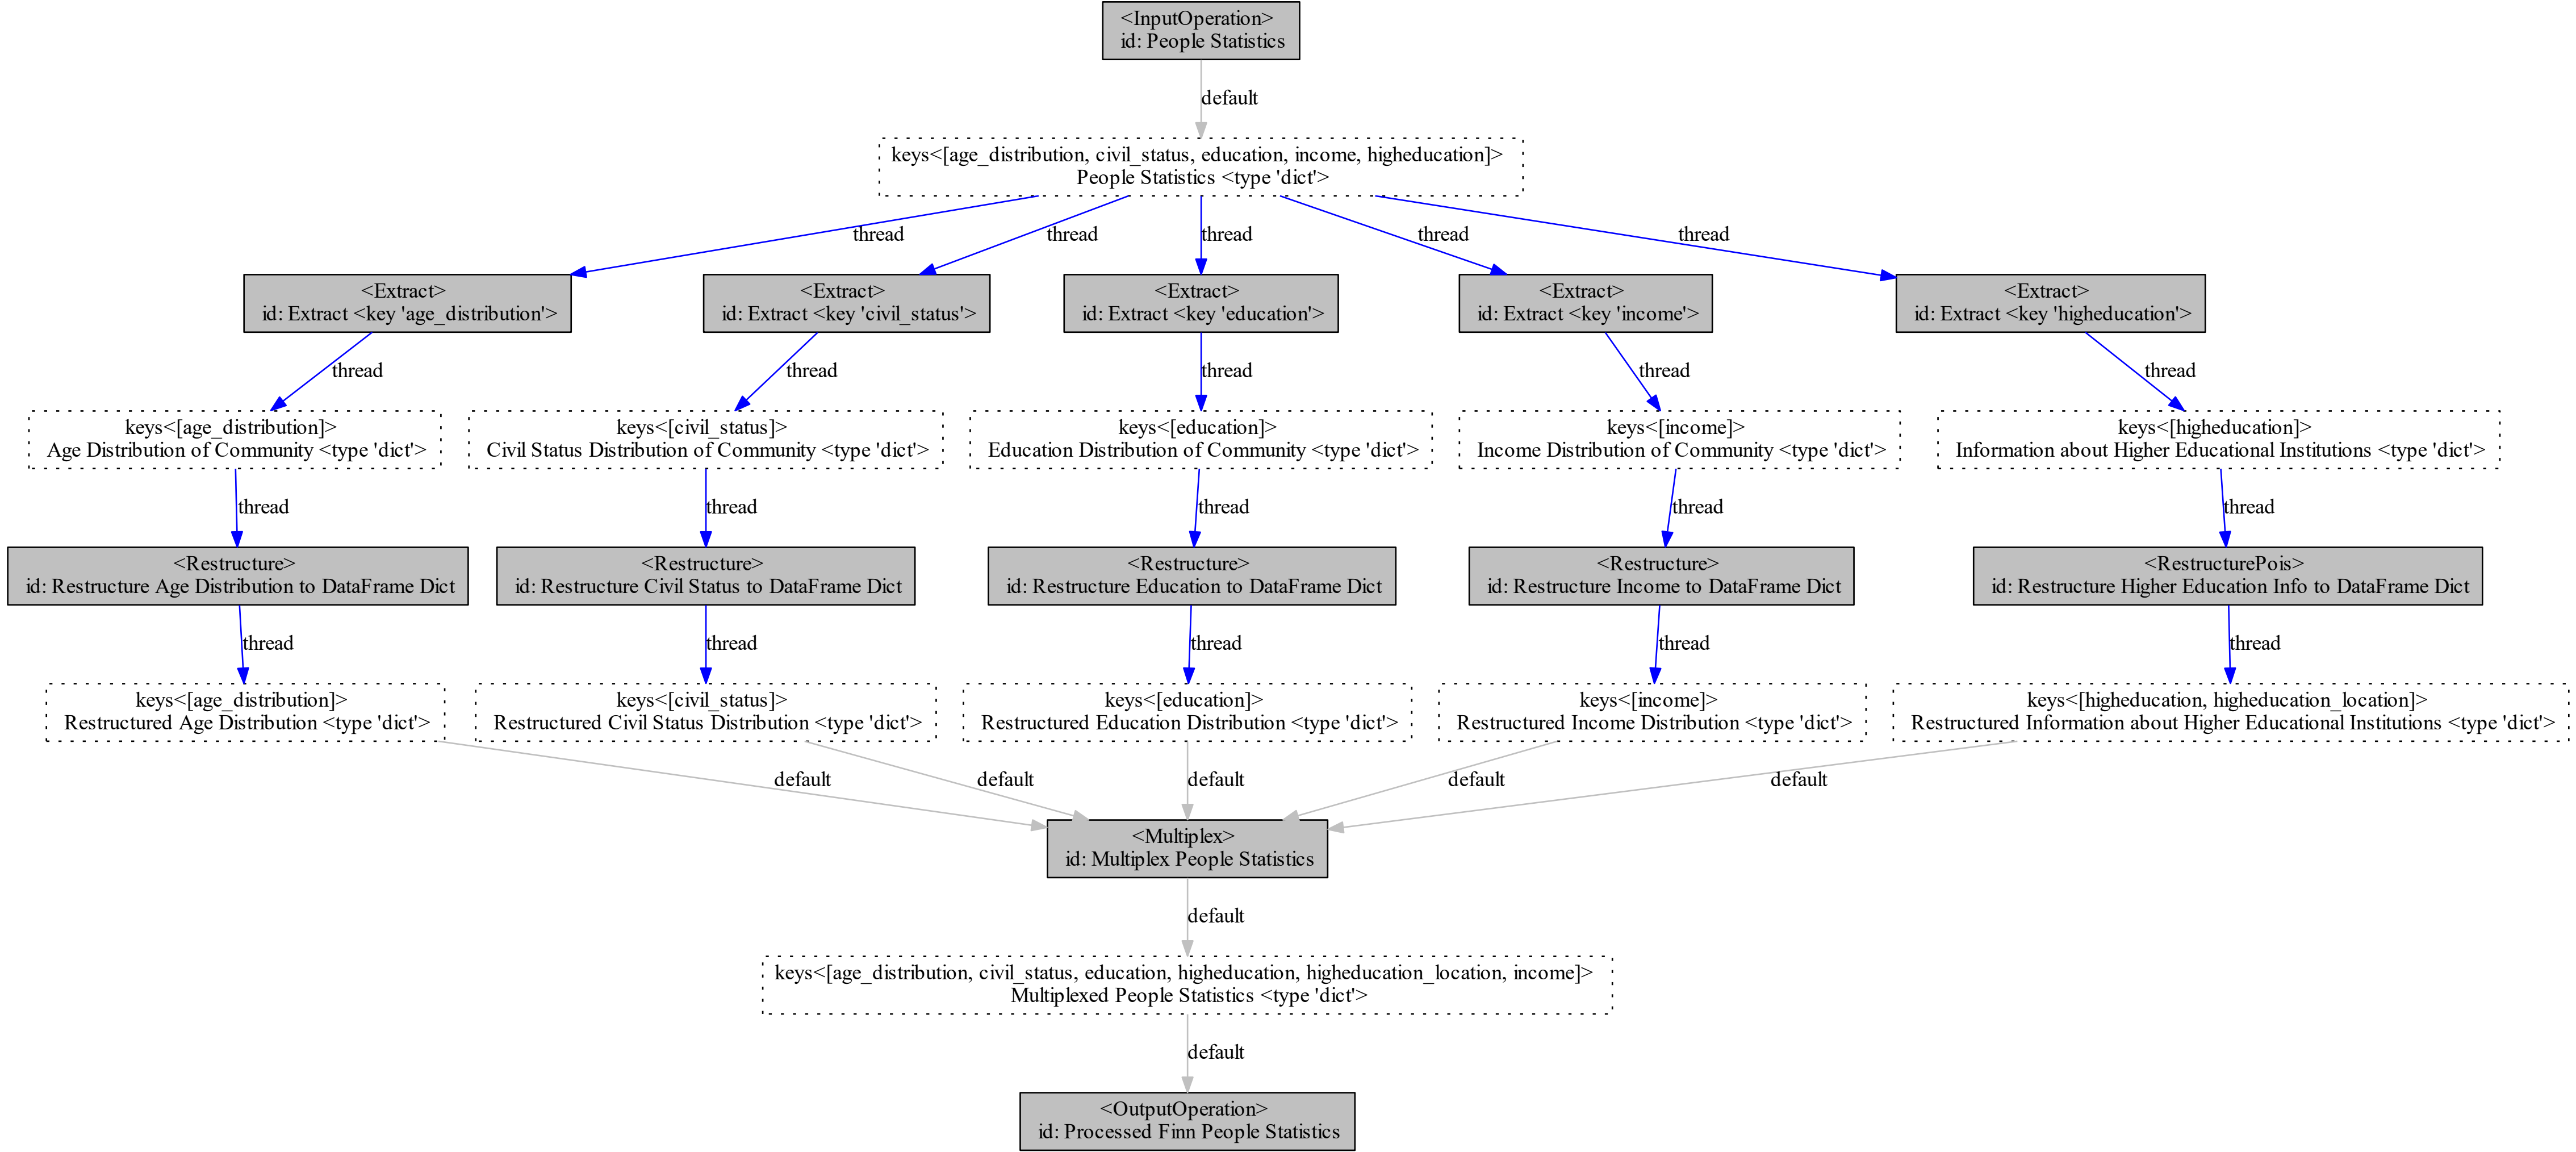 <InputOperation>
id: People Statistics
default
keys<[age_distribution, civil_status, education, income, higheducation]>
People Statistics <type 'dict'>
thread
thread
thread
thread
thread
<Extract>
id: Extract <key 'age_distribution'>
<Extract>
id: Extract <key 'civil_status'>
<Extract>
id: Extract <key 'education'>
<Extract>
id: Extract <key 'income'>
<Extract>
id: Extract <key 'higheducation'>
thread
thread
thread
thread
thread
keys<[age_distribution]>
Age Distribution of Community <type 'dict'>
keys<[civil_status]>
Civil Status Distribution of Community <type 'dict'>
keys<[education]>
Education Distribution of Community <type 'dict'>
keys<[income]>
Income Distribution of Community <type 'dict'>
keys<[higheducation]>
Information about Higher Educational Institutions <type 'dict'>
thread
thread
thread
thread
thread
<Restructure>
id: Restructure Age Distribution to DataFrame Dict
<Restructure>
id: Restructure Civil Status to DataFrame Dict
<Restructure>
id: Restructure Education to DataFrame Dict
<Restructure>
id: Restructure Income to DataFrame Dict
<RestructurePois>
id: Restructure Higher Education Info to DataFrame Dict
thread
thread
thread
thread
thread
keys<[age_distribution]>
Restructured Age Distribution <type 'dict'>
keys<[civil_status]>
Restructured Civil Status Distribution <type 'dict'>
keys<[education]>
Restructured Education Distribution <type 'dict'>
keys<[income]>
Restructured Income Distribution <type 'dict'>
keys<[higheducation, higheducation_location]>
Restructured Information about Higher Educational Institutions <type 'dict'>
default
default
default
default
default
<Multiplex>
id: Multiplex People Statistics
default
keys<[age_distribution, civil_status, education, higheducation, higheducation_location, income]>
Multiplexed People Statistics <type 'dict'>
default
<OutputOperation>
id: Processed Finn People Statistics